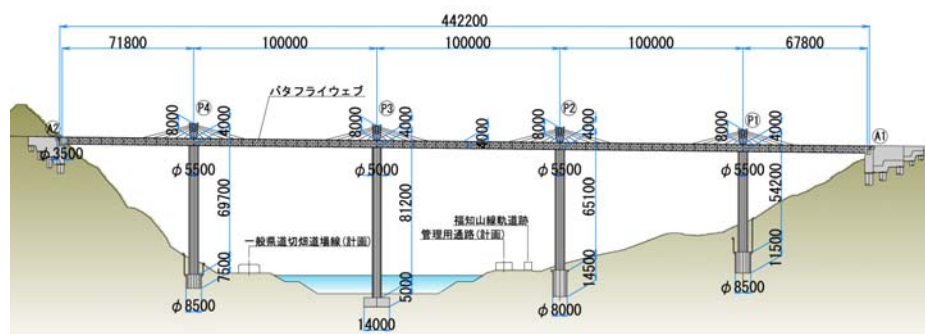 442200
71800
100000
100000
100000
67800
バタフライウェブ
A2
P4
P3
P2
P1
A1
8000
4000
8000
4000
8000
4000
8000
4000
φ3500
φ5500
φ5000
φ5500
φ5500
69700
81200
65100
54200
福知山線軌道跡
一般県道切畑道場線(計画)
管理用通路(計画)
7500
5000
14500
11500
φ8500
14000
φ8000
φ8500